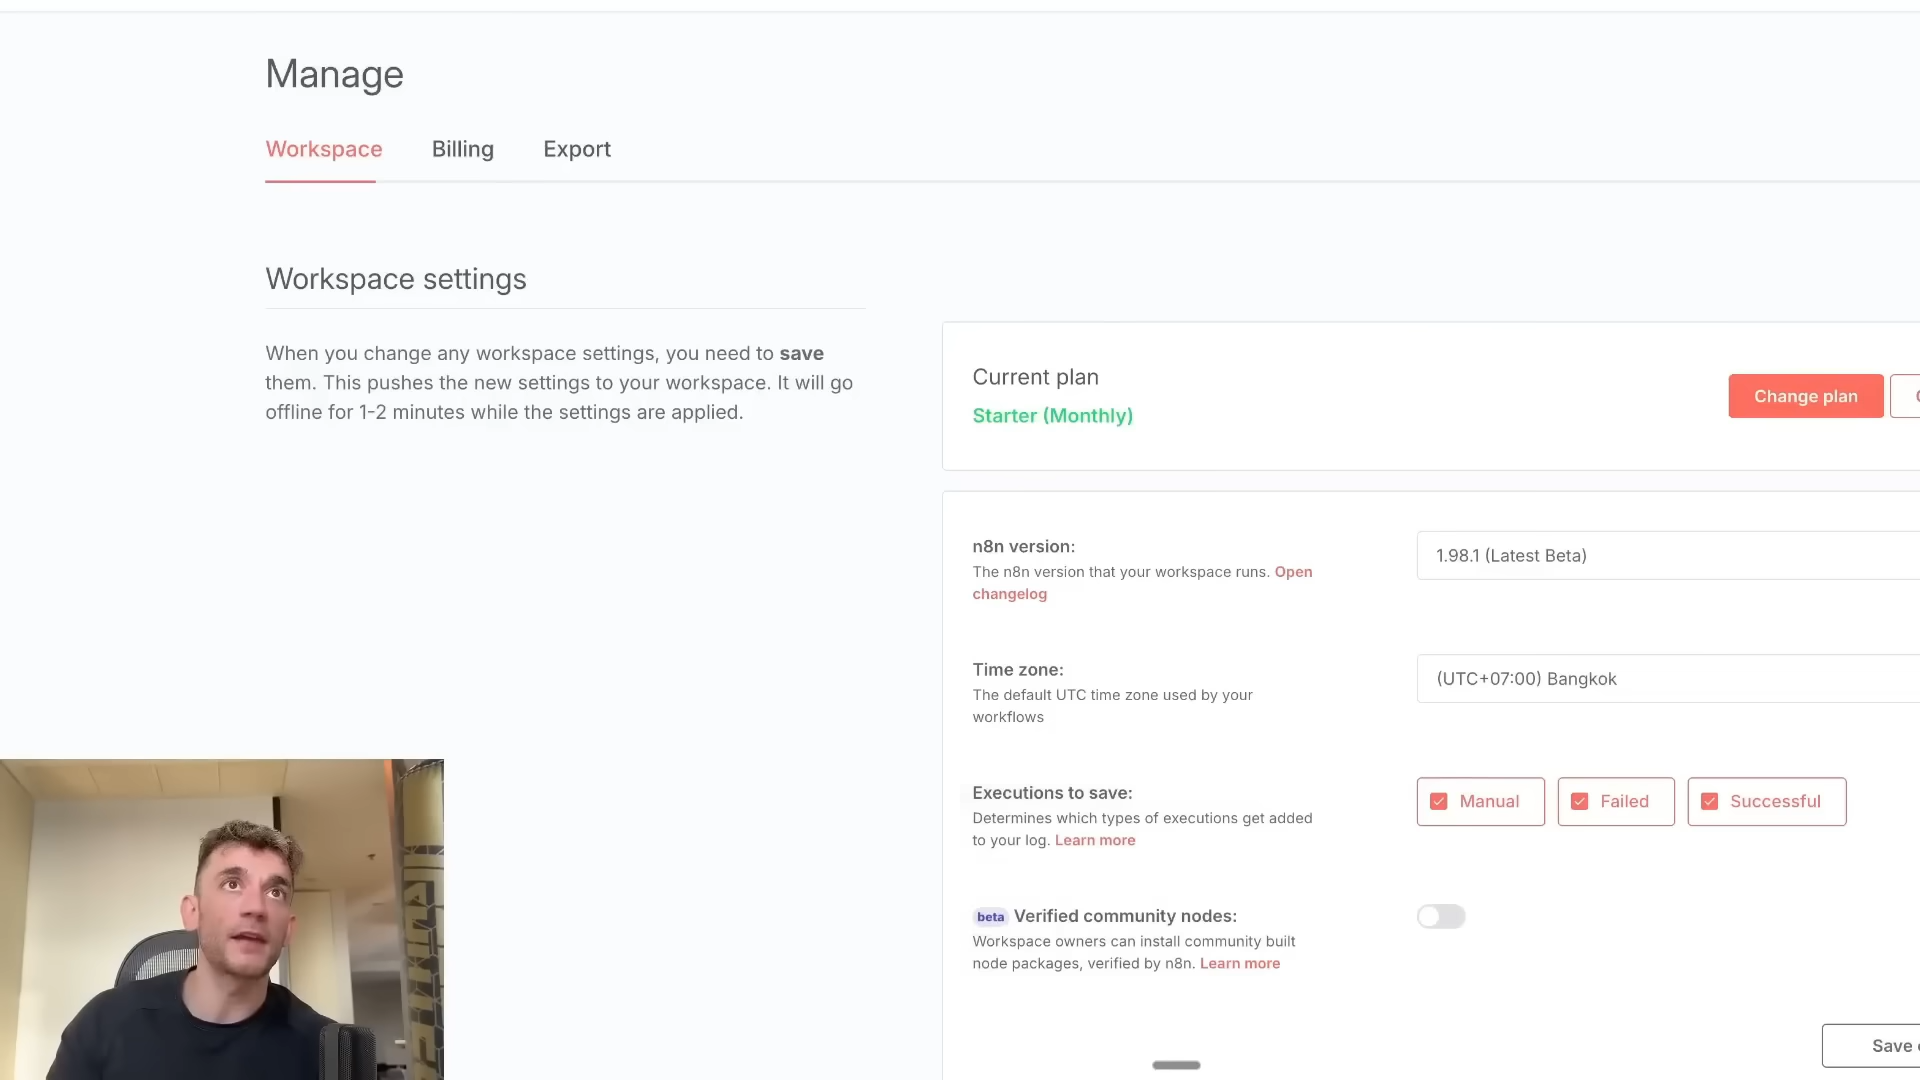 Manage
Workspace Billing Export
Workspace settings
When you change any workspace settings, you need to save
them. This pushes the new settings to your workspace. It will go
offline for 1-2 minutes while the settings are applied.
Current plan
Starter (Monthly)
Change plan
n8n version:
The n8n version that your workspace runs. Open
changelog
1.98.1 (Latest Beta)
Time zone:
The default UTC time zone used by your
workflows
(UTC+07:00) Bangkok
Executions to save:
Determines which types of executions get added
to your log. Learn more
Manual Failed Successful
beta Verified community nodes:
Workspace owners can install community built
node packages, verified by n8n. Learn more
Save